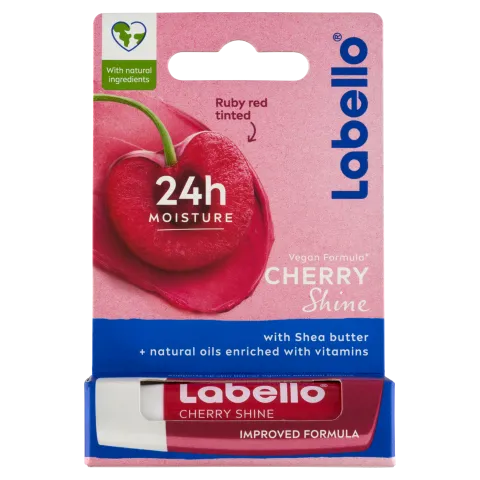 With natural
ingredients
Ruby red
tinted
Labello®
24h
MOISTURE
Vegan Formula*
CHERRY
Shine
with Shea butter
+ natural oils enriched with vitamins
Labello
CHERRY SHINE
IMPROVED FORMULA